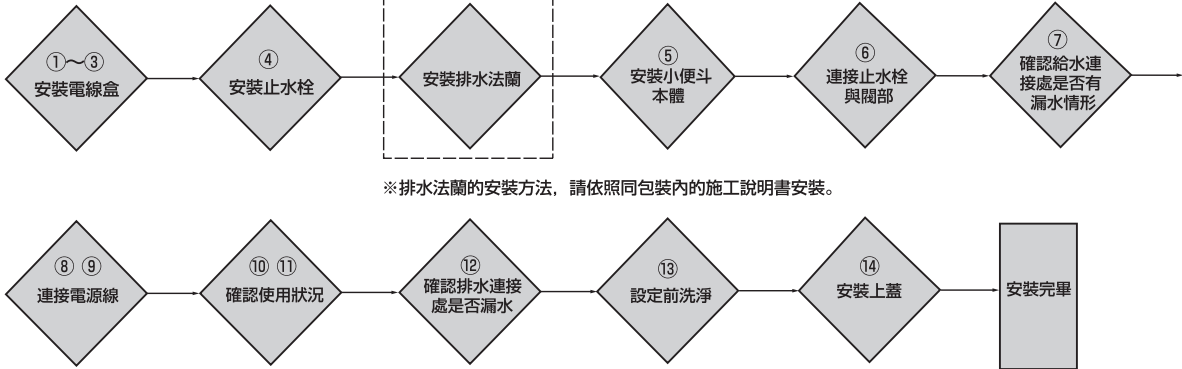 ①～③
安裝電線盒
④
安裝止水栓
安裝排水法蘭
⑤
安裝小便斗
本體
⑥
連接止水栓
與閥部
⑦
確認給水連
接處是否有
漏水情形
※排水法蘭的安裝方法，請依照同包裝內的施工說明書安裝。
⑧ ⑨
連接電源線
⑩ ⑪
確認使用狀況
⑫
確認排水連接
處是否漏水
⑬
設定前洗淨
⑭
安裝上蓋
安裝完畢